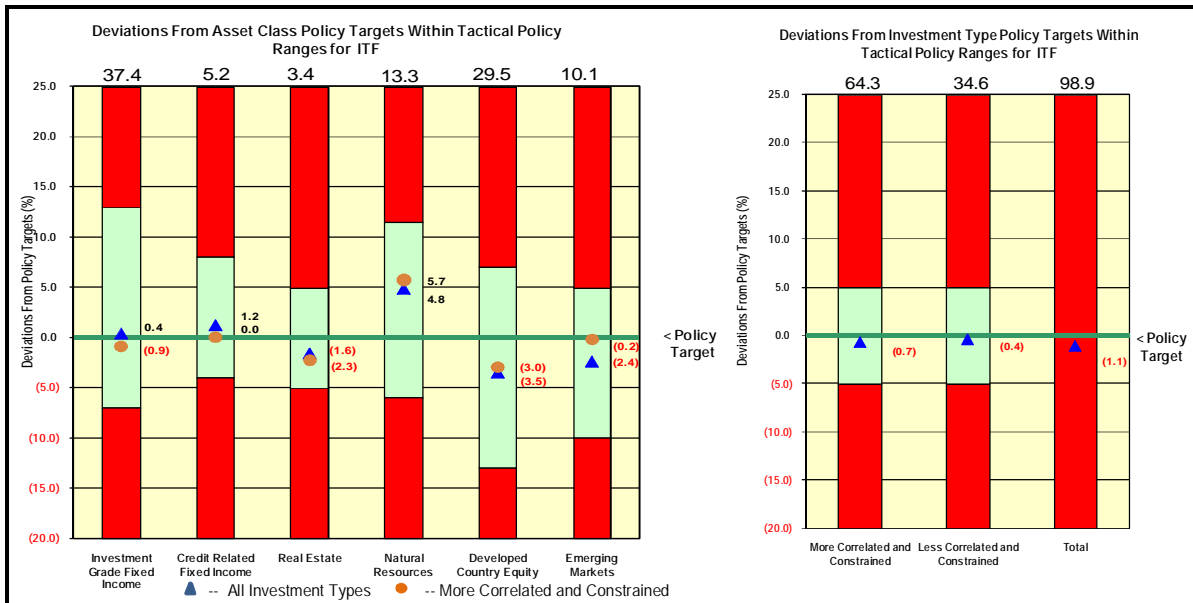 Deviations From Asset Class Policy Targets Within Tactical Policy
Ranges for ITF
37.4 5.2 3.4 13.3 29.5 10.1
25.0
20.0
15.0
10.0
5.0
0.0
(5.0)
(10.0)
(15.0)
(20.0)
Deviations From Policy Targets (%)
0.4
(0.9)
1.2
0.0
(1.6)
(2.3)
5.7
4.8
(3.0)
(3.5)
(0.2)
(2.4)
< Policy
Target
Investment
Grade Fixed
Income
Credit Related
Fixed Income
Real Estate
Natural
Resources
Developed
Country Equity
Emerging
Markets
-- All Investment Types
-- More Correlated and Constrained
Deviations From Investment Type Policy Targets Within
Tactical Policy Ranges for ITF
64.3 34.6 98.9
25.0
20.0
15.0
10.0
5.0
0.0
(5.0)
(10.0)
(15.0)
(20.0)
Deviations From Policy Targets (%)
(0.7)
(0.4)
(1.1)
< Policy
Target
More Correlated and
Constrained
Less Correlated and
Constrained
Total